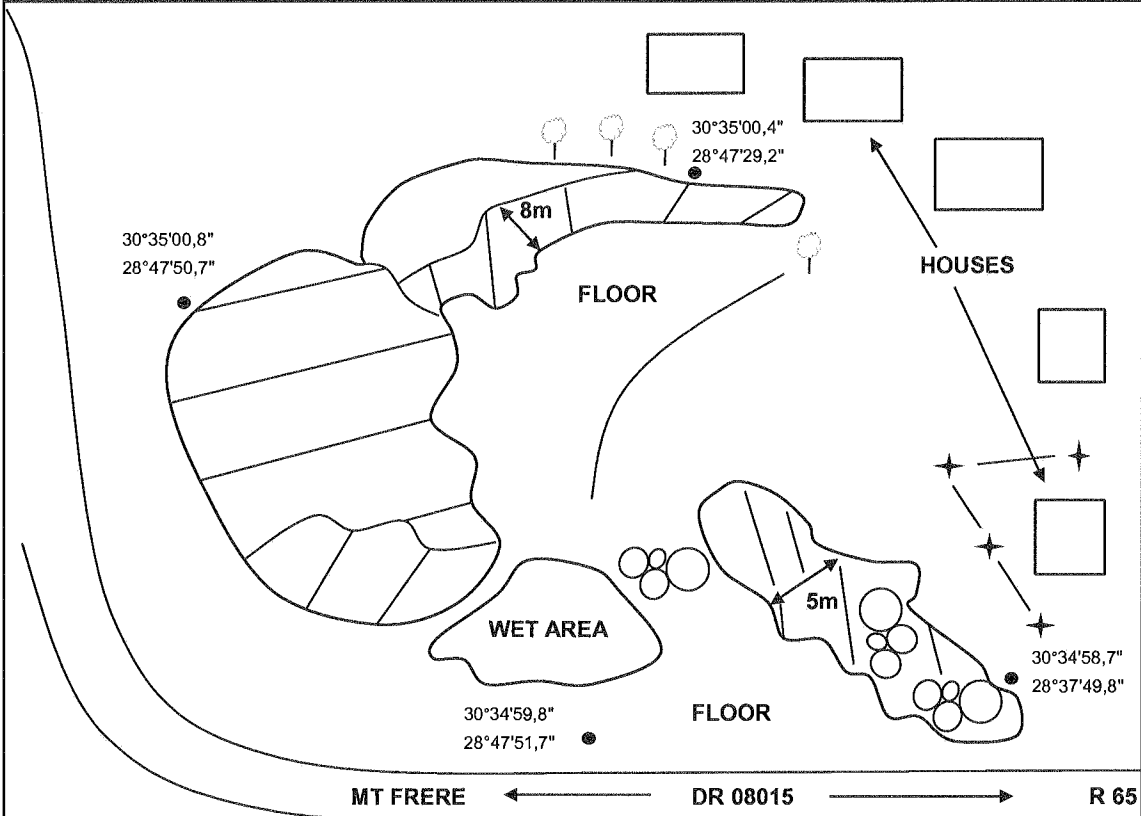 30°35'00,4"
28°47'29,2"
8m
30°35'00,8"
28°47'50,7"
HOUSES
FLOOR
5m
WET AREA
30°34'58,7"
28°37'49,8"
30°34'59,8"
28°47'51,7"
FLOOR
MT FRERE DR 08015 R 65